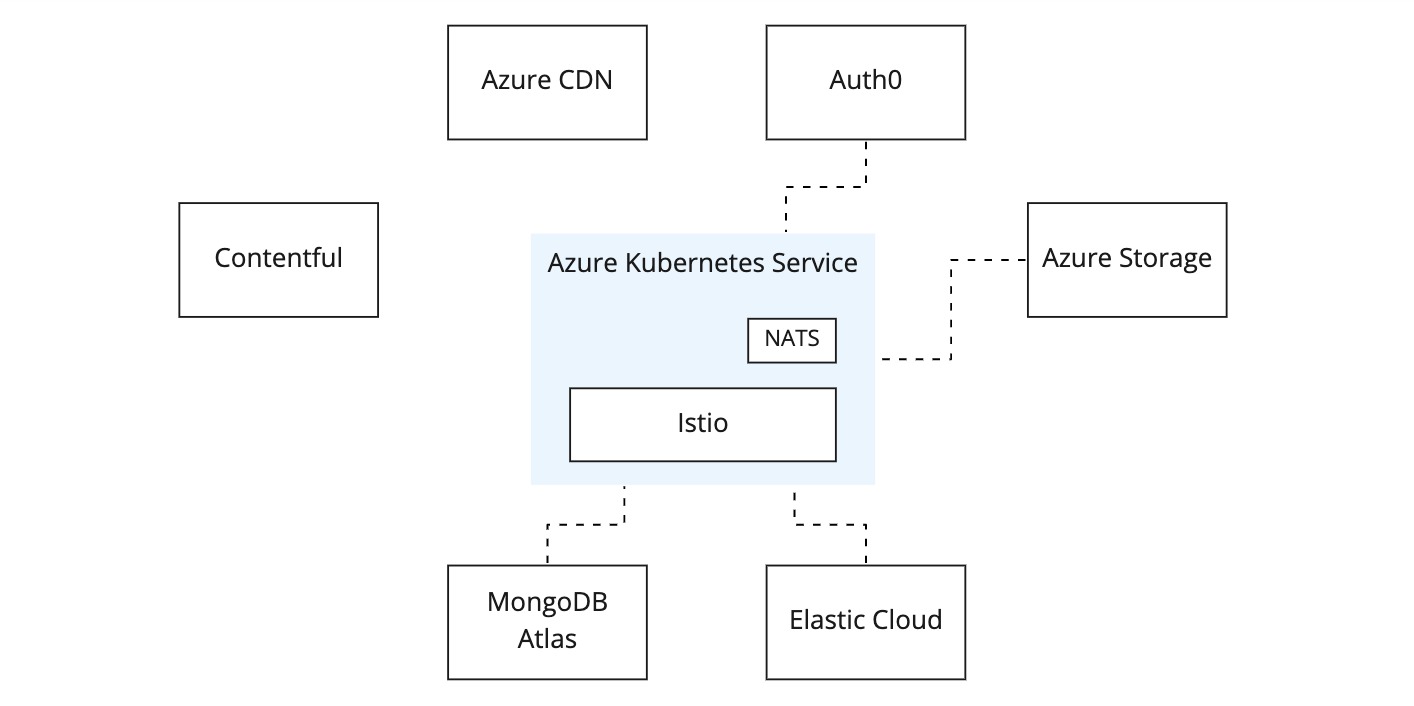 Azure CDN
Auth0
Contentful
Azure Kubernetes Service
Azure Storage
NATS
Istio
MongoDB
Atlas
Elastic Cloud